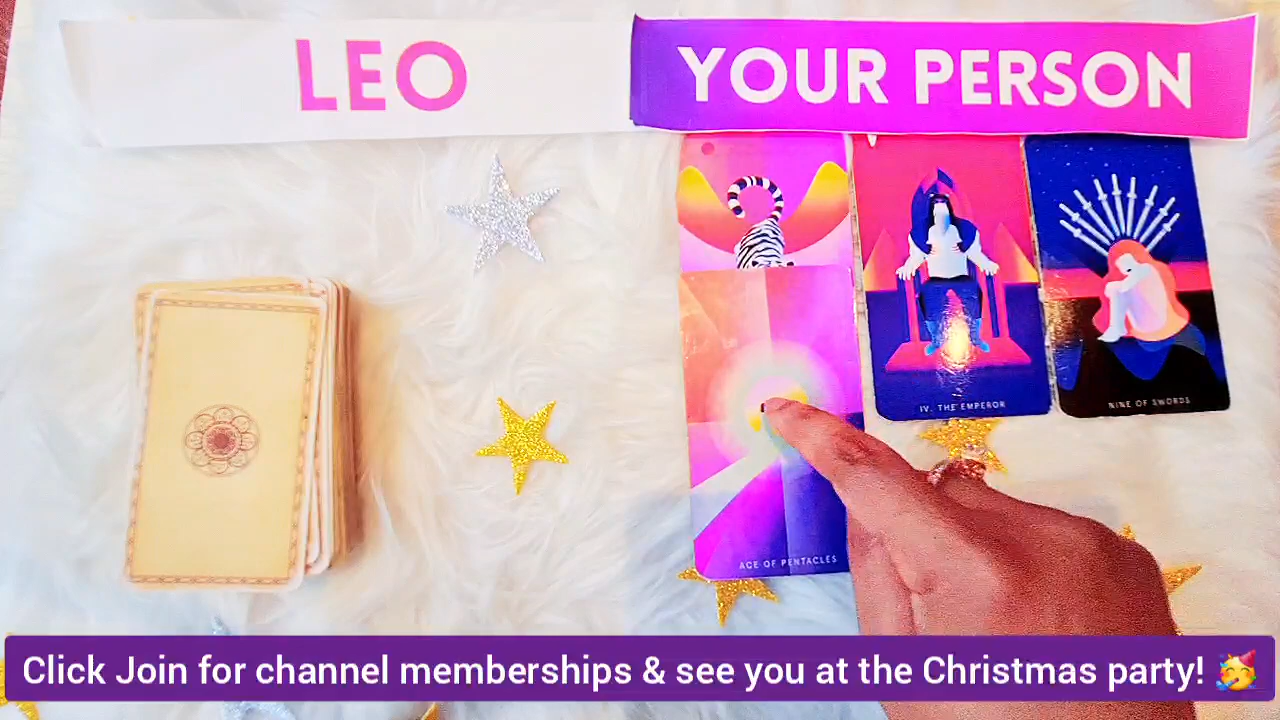 LEO
YOUR PERSON
IV. THE EMPEROR
NINE OF SWORDS
ACE OF PENTACLES
Click Join for channel memberships & see you at the Christmas party! 🥳